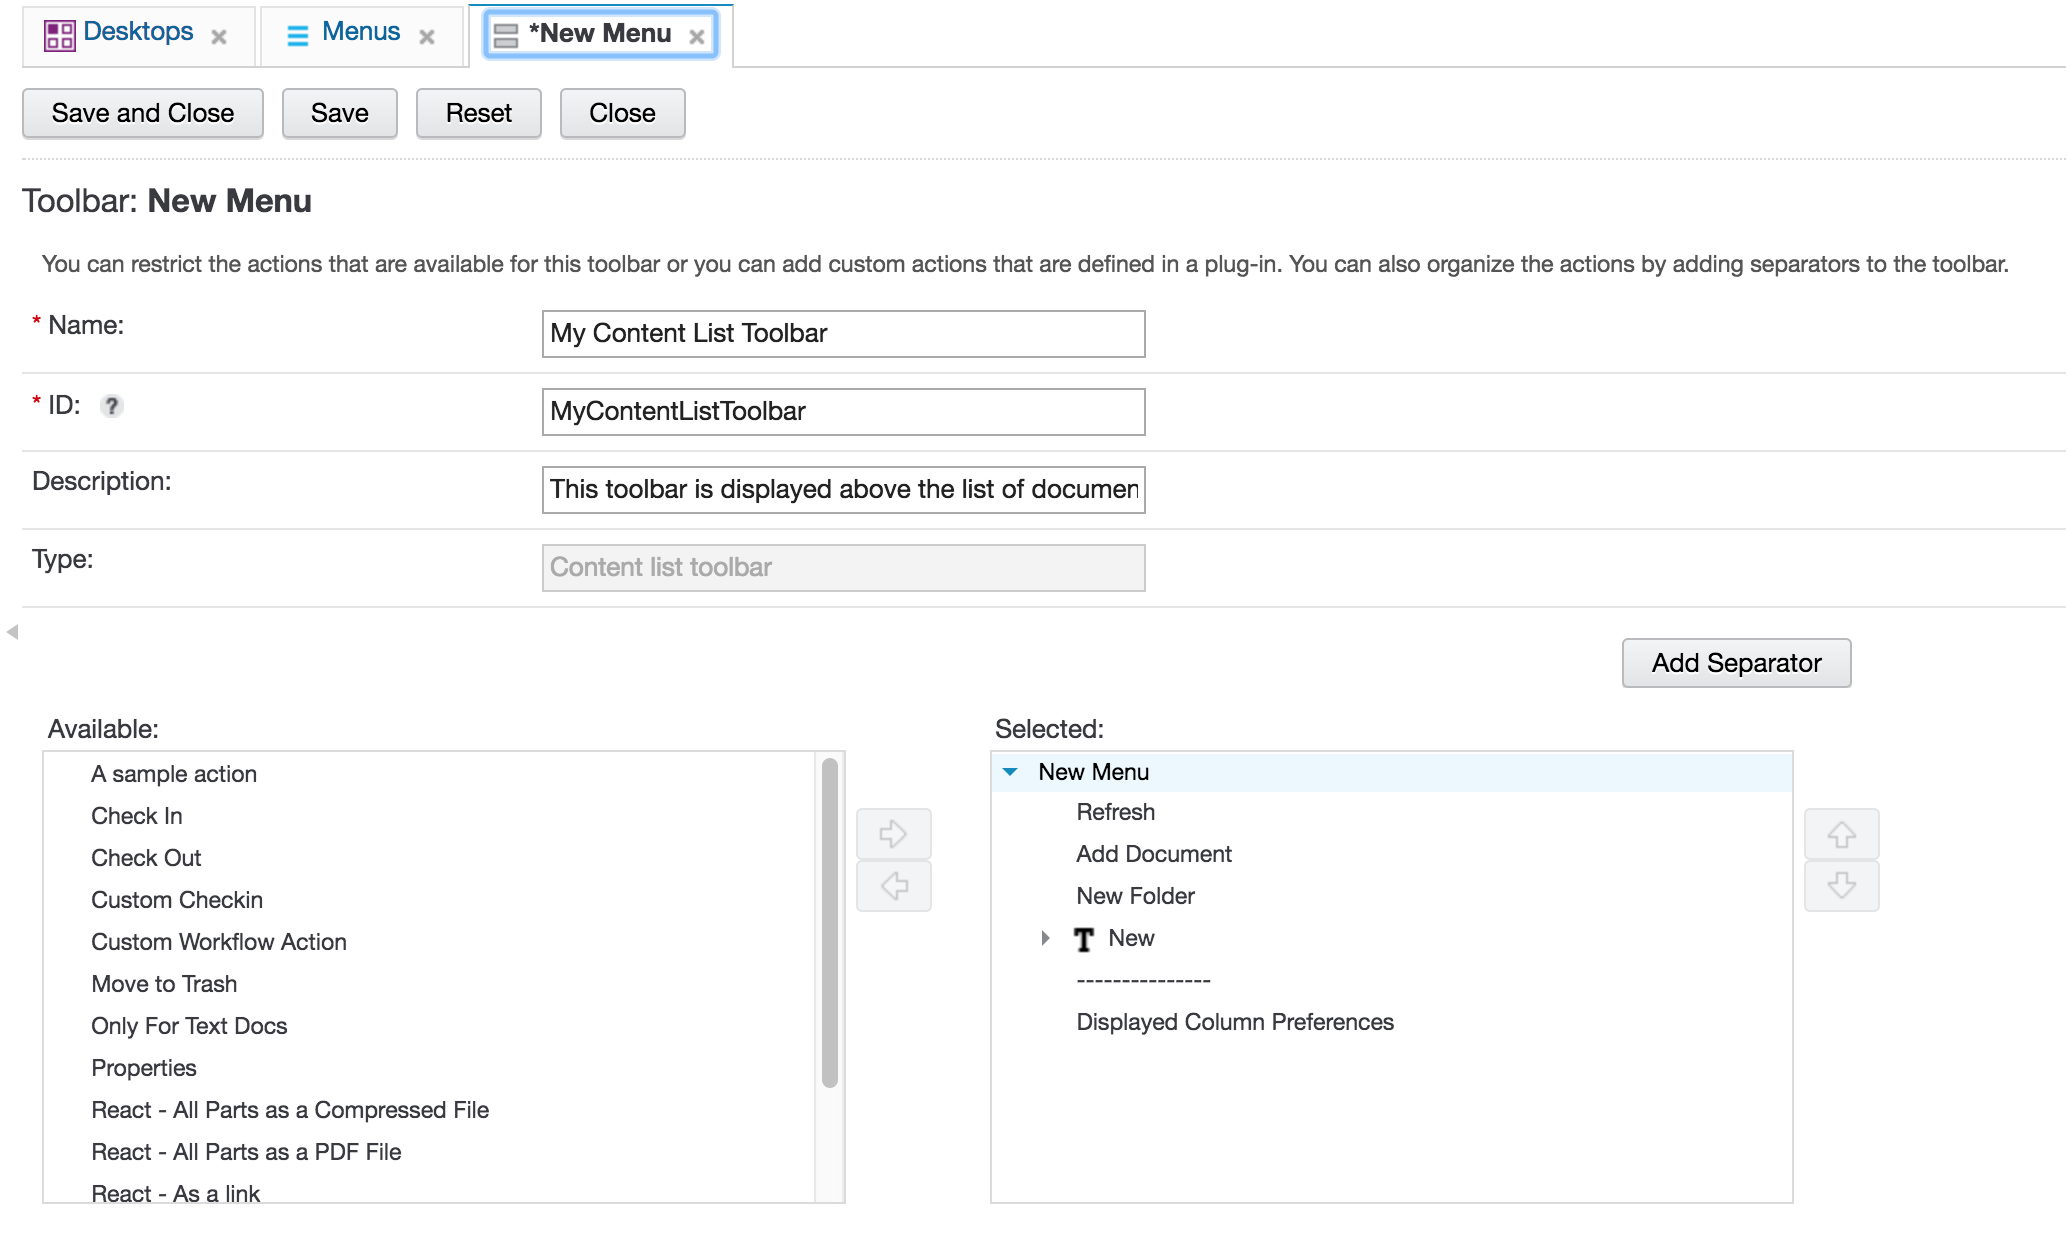 Desktops Menus *New Menu
Save and Close Save Reset Close
Toolbar: New Menu
You can restrict the actions that are available for this toolbar or you can add custom actions that are defined in a plug-in. You can also organize the actions by adding separators to the toolbar.
* Name: My Content List Toolbar
* ID: ? MyContentListToolbar
Description: This toolbar is displayed above the list of documen
Type: Content list toolbar
Add Separator
Available:
A sample action
Check In
Check Out
Custom Checkin
Custom Workflow Action
Move to Trash
Only For Text Docs
Properties
React - All Parts as a Compressed File
React - All Parts as a PDF File
React - As a link
Selected:
New Menu
Refresh
Add Document
New Folder
T New
---------------
Displayed Column Preferences